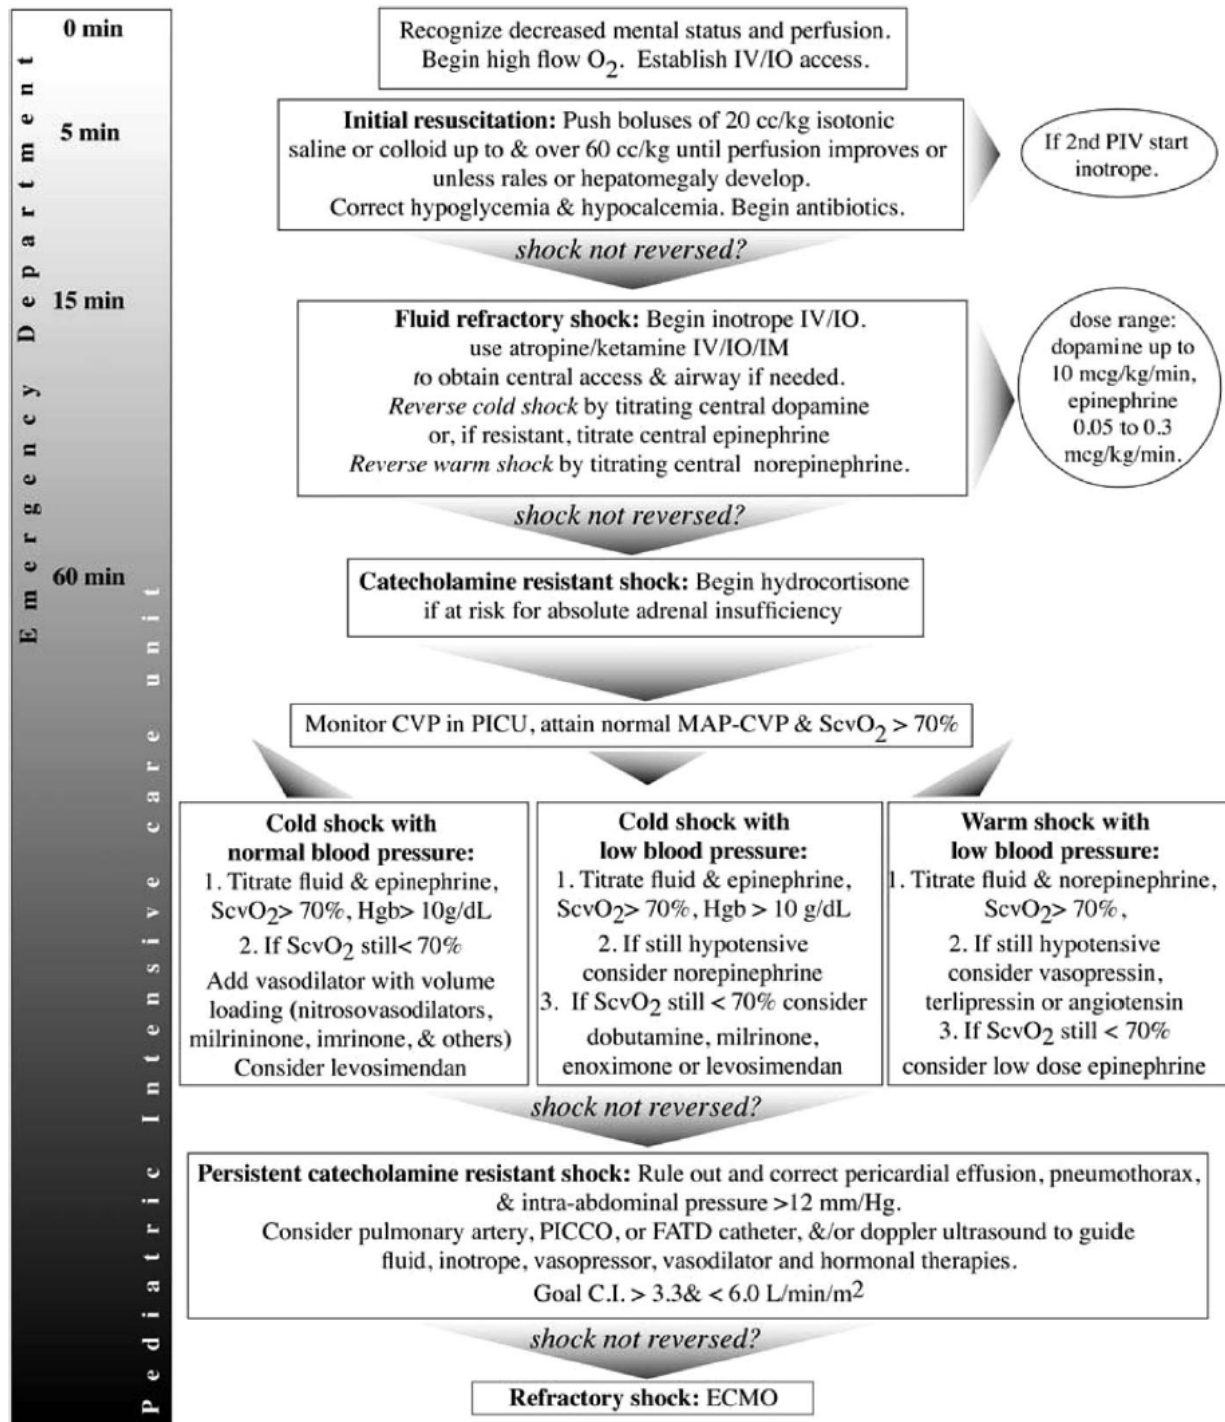 0 min
Recognize decreased mental status and perfusion.
Begin high flow O2. Establish IV/IO access.
5 min
Initial resuscitation: Push boluses of 20 cc/kg isotonic
saline or colloid up to & over 60 cc/kg until perfusion improves or
unless rales or hepatomegaly develop.
Correct hypoglycemia & hypocalcemia. Begin antibiotics.
If 2nd PIV start
inotrope.
shock not reversed?
15 min
Fluid refractory shock: Begin inotrope IV/IO.
use atropine/ketamine IV/IO/IM
to obtain central access & airway if needed.
Reverse cold shock by titrating central dopamine
or, if resistant, titrate central epinephrine
Reverse warm shock by titrating central norepinephrine.
dose range:
dopamine up to
10 mcg/kg/min,
epinephrine
0.05 to 0.3
mcg/kg/min.
shock not reversed?
60 min
Catecholamine resistant shock: Begin hydrocortisone
if at risk for absolute adrenal insufficiency
Monitor CVP in PICU, attain normal MAP-CVP & ScvO2 > 70%
Cold shock with
normal blood pressure:
1. Titrate fluid & epinephrine,
ScvO2> 70%, Hgb> 10g/dL
2. If ScvO2 still< 70%
Add vasodilator with volume
loading (nitrosovasodilators,
milrininone, imrinone, & others)
Consider levosimendan
Cold shock with
low blood pressure:
1. Titrate fluid & epinephrine,
ScvO2> 70%, Hgb > 10 g/dL
2. If still hypotensive
consider norepinephrine
3. If ScvO2 still < 70% consider
dobutamine, milrinone,
enoximone or levosimendan
Warm shock with
low blood pressure:
1. Titrate fluid & norepinephrine,
ScvO2> 70%,
2. If still hypotensive
consider vasopressin,
terlipressin or angiotensin
3. If ScvO2 still < 70%
consider low dose epinephrine
shock not reversed?
Persistent catecholamine resistant shock: Rule out and correct pericardial effusion, pneumothorax,
& intra-abdominal pressure >12 mm/Hg.
Consider pulmonary artery, PICCO, or FATD catheter, &/or doppler ultrasound to guide
fluid, inotrope, vasopressor, vasodilator and hormonal therapies.
Goal C.I. > 3.3& < 6.0 L/min/m2
shock not reversed?
Refractory shock: ECMO
Emergency Department
Pediatric Intensive care unit